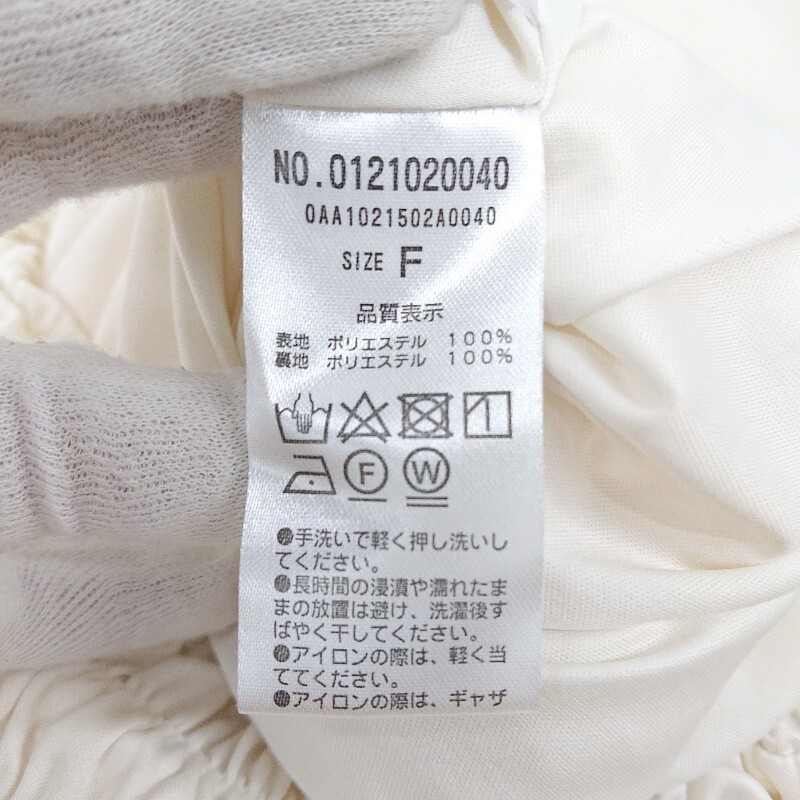 NO.0121020040
0AA1021502A0040
SIZE F
品質表示
表地 ポリエステル 100%
裏地 ポリエステル 100%
F W
●手洗いで軽く押し洗いし
てください。
●長時間の浸漬や濡れたま
まの放置は避け、洗濯後す
ばやく干してください。
●アイロンの際は、軽く当
ててください。
●アイロンの際は、ギャザ